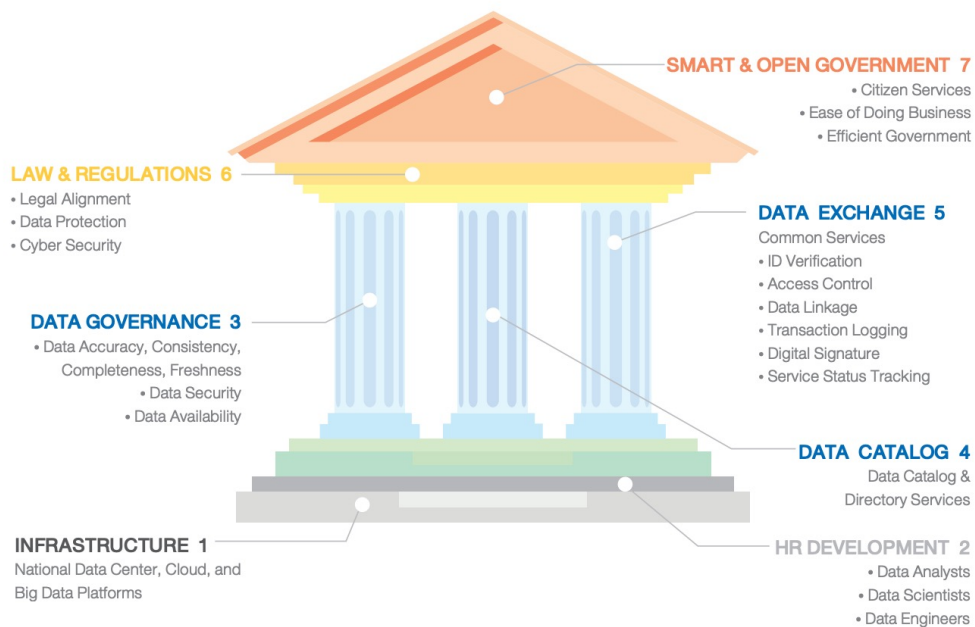 SMART & OPEN GOVERNMENT 7
• Citizen Services
• Ease of Doing Business
• Efficient Government
LAW & REGULATIONS 6
• Legal Alignment
• Data Protection
• Cyber Security
DATA EXCHANGE 5
Common Services
• ID Verification
• Access Control
• Data Linkage
• Transaction Logging
• Digital Signature
• Service Status Tracking
DATA GOVERNANCE 3
• Data Accuracy, Consistency,
Completeness, Freshness
• Data Security
• Data Availability
DATA CATALOG 4
Data Catalog &
Directory Services
INFRASTRUCTURE 1
National Data Center, Cloud, and
Big Data Platforms
HR DEVELOPMENT 2
• Data Analysts
• Data Scientists
• Data Engineers